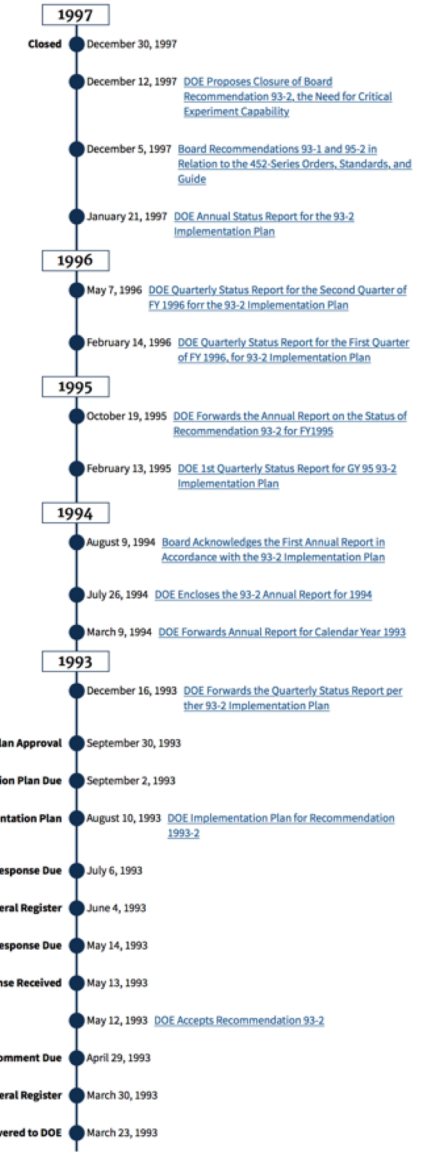 1997
Closed December 30, 1997
December 12, 1997 DOE Proposes Closure of Board
Recommendation 93-2, the Need for Critical
Experiment Capability
December 5, 1997 Board Recommendations 93-1 and 95-2 in
Relation to the 452-Series Orders, Standards, and
Guide
January 21, 1997 DOE Annual Status Report for the 93-2
Implementation Plan
1996
May 7, 1996 DOE Quarterly Status Report for the Second Quarter of
FY 1996 forr the 93-2 Implementation Plan
February 14, 1996 DOE Quarterly Status Report for the First Quarter
of FY 1996, for 93-2 Implementation Plan
1995
October 19, 1995 DOE Forwards the Annual Report on the Status of
Recommendation 93-2 for FY1995
February 13, 1995 DOE 1st Quarterly Status Report for GY 95 93-2
Implementation Plan
1994
August 9, 1994 Board Acknowledges the First Annual Report in
Accordance with the 93-2 Implementation Plan
July 26, 1994 DOE Encloses the 93-2 Annual Report for 1994
March 9, 1994 DOE Forwards Annual Report for Calendar Year 1993
1993
December 16, 1993 DOE Forwards the Quarterly Status Report per
ther 93-2 Implementation Plan
lan Approval September 30, 1993
ion Plan Due September 2, 1993
ntation Plan August 10, 1993 DOE Implementation Plan for Recommendation
1993-2
esponse Due July 6, 1993
eral Register June 4, 1993
esponse Due May 14, 1993
nse Received May 13, 1993
May 12, 1993 DOE Accepts Recommendation 93-2
omment Due April 29, 1993
eral Register March 30, 1993
vered to DOE March 23, 1993